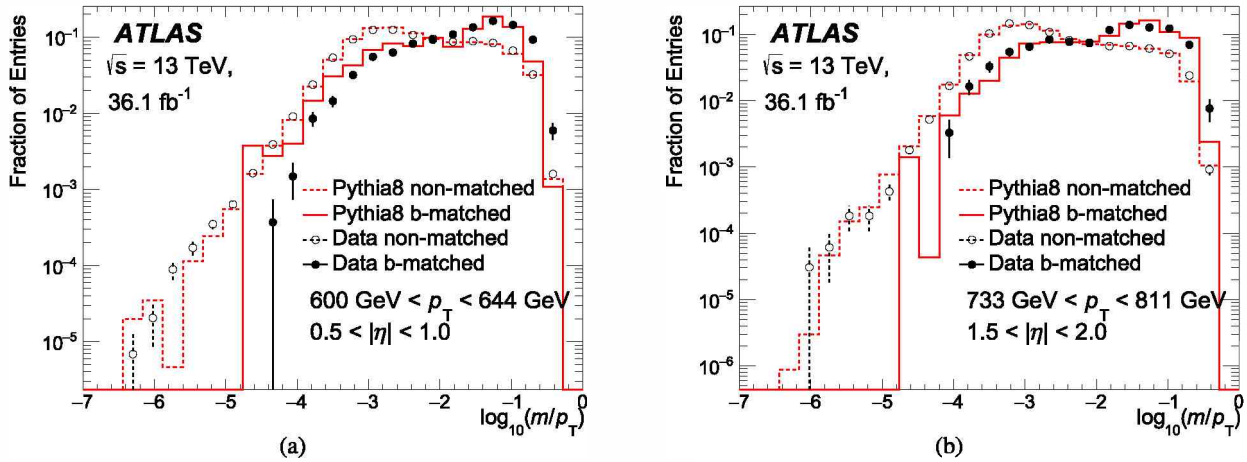 ATLAS
√s = 13 TeV,
36.1 fb⁻¹
Fraction of Entries
10⁻¹
10⁻²
10⁻³
10⁻⁴
10⁻⁵
Pythia8 non-matched
Pythia8 b-matched
Data non-matched
Data b-matched
600 GeV < p_T < 644 GeV
0.5 < |η| < 1.0
−7 −6 −5 −4 −3 −2 −1 −0
log₁₀(m/p_T)
(a)
ATLAS
√s = 13 TeV,
36.1 fb⁻¹
Fraction of Entries
10⁻¹
10⁻²
10⁻³
10⁻⁴
10⁻⁵
10⁻⁶
Pythia8 non-matched
Pythia8 b-matched
Data non-matched
Data b-matched
733 GeV < p_T < 811 GeV
1.5 < |η| < 2.0
−7 −6 −5 −4 −3 −2 −1 −0
log₁₀(m/p_T)
(b)